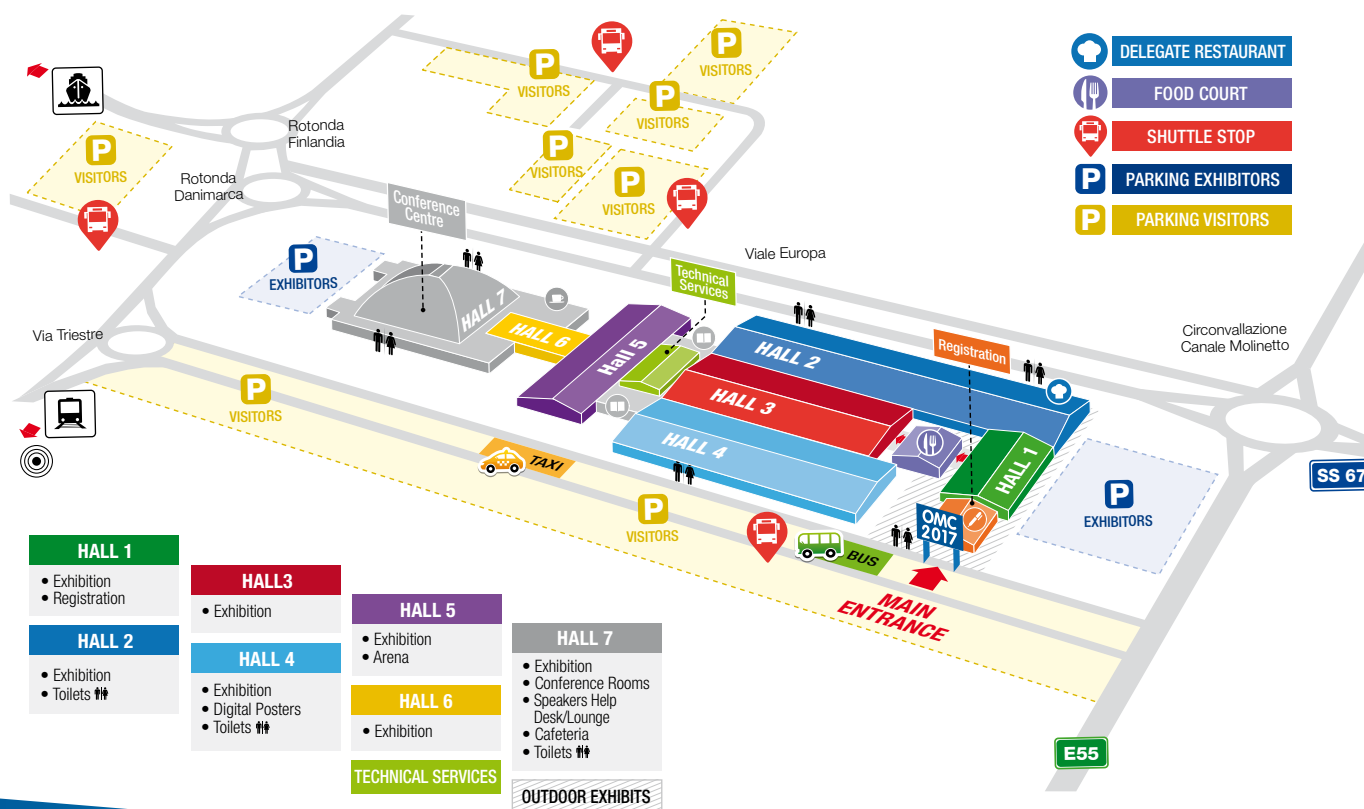 P
VISITORS
P
VISITORS
P
VISITORS
P
VISITORS
P
VISITORS
P
VISITORS
Rotonda
Finlandia
Rotonda
Danimarca
Conference
Centre
P
EXHIBITORS
Viale Europa
Technical
Services
Via Triestre
Circonvallazione
Canale Molinetto
Registration
HALL 7
HALL 6
Hall 5
HALL 2
HALL 3
HALL 4
HALL 1
P
VISITORS
TAXI
P
VISITORS
BUS
OMC
2017
MAIN
ENTRANCE
P
EXHIBITORS
SS 67
E55
DELEGATE RESTAURANT
FOOD COURT
SHUTTLE STOP
P PARKING EXHIBITORS
P PARKING VISITORS
HALL 1
• Exhibition
• Registration
HALL 2
• Exhibition
• Toilets
HALL3
• Exhibition
HALL 4
• Exhibition
• Digital Posters
• Toilets
HALL 5
• Exhibition
• Arena
HALL 6
• Exhibition
TECHNICAL SERVICES
HALL 7
• Exhibition
• Conference Rooms
• Speakers Help
Desk/Lounge
• Cafeteria
• Toilets
OUTDOOR EXHIBITS